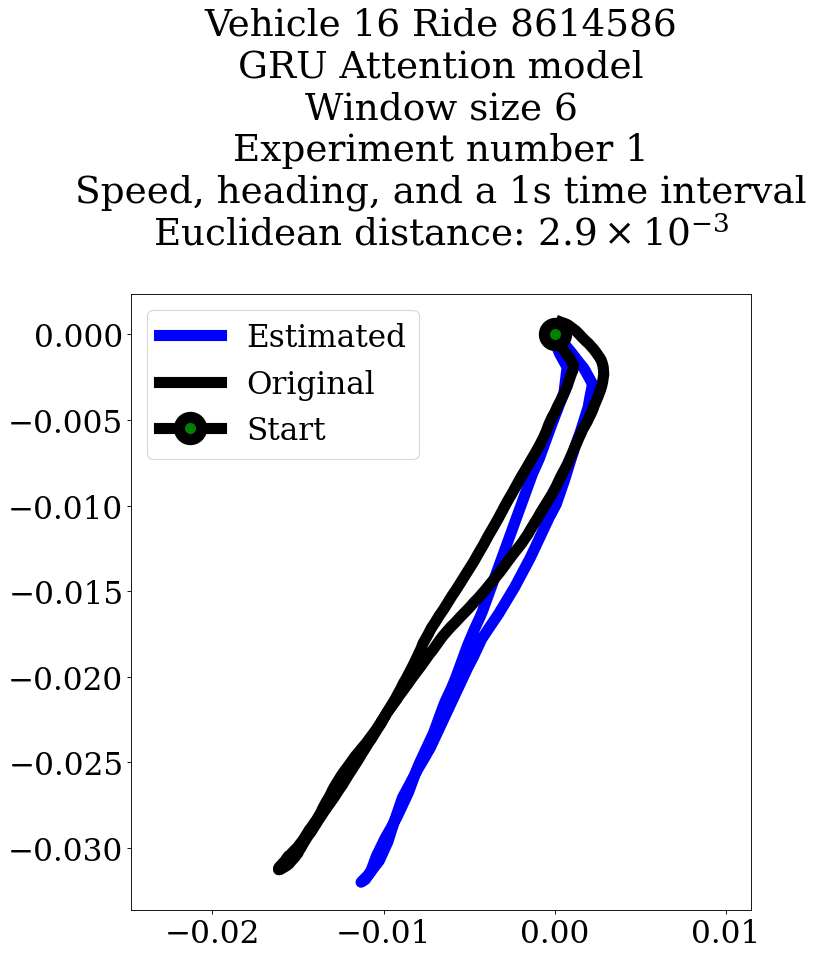 Vehicle 16 Ride 8614586
GRU Attention model
Window size 6
Experiment number 1
Speed, heading, and a 1s time interval
Euclidean distance: 2.9 × 10⁻³
Estimated
Original
Start
0.000
−0.005
−0.010
−0.015
−0.020
−0.025
−0.030
−0.02
−0.01
0.00
0.01